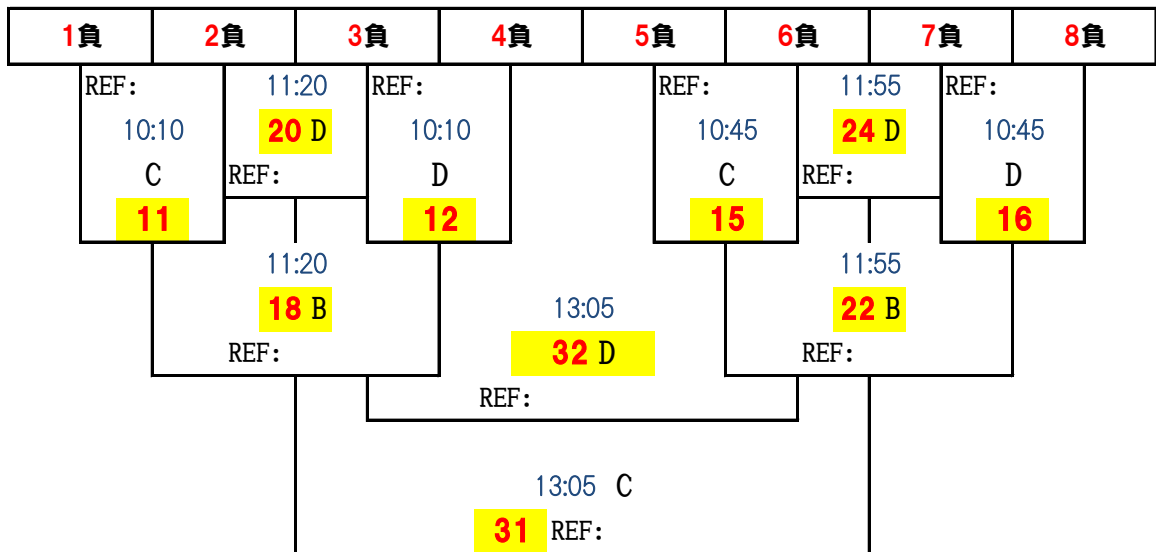 1負 2負 3負 4負 5負 6負 7負 8負
REF: 11:20 REF: REF: 11:55 REF:
10:10 20 D 10:10 10:45 24 D 10:45
C REF: D C REF: D
11 12 15 16
11:20 11:55
18 B 13:05 22 B
REF: 32 D REF:
REF:
13:05 C
31 REF: